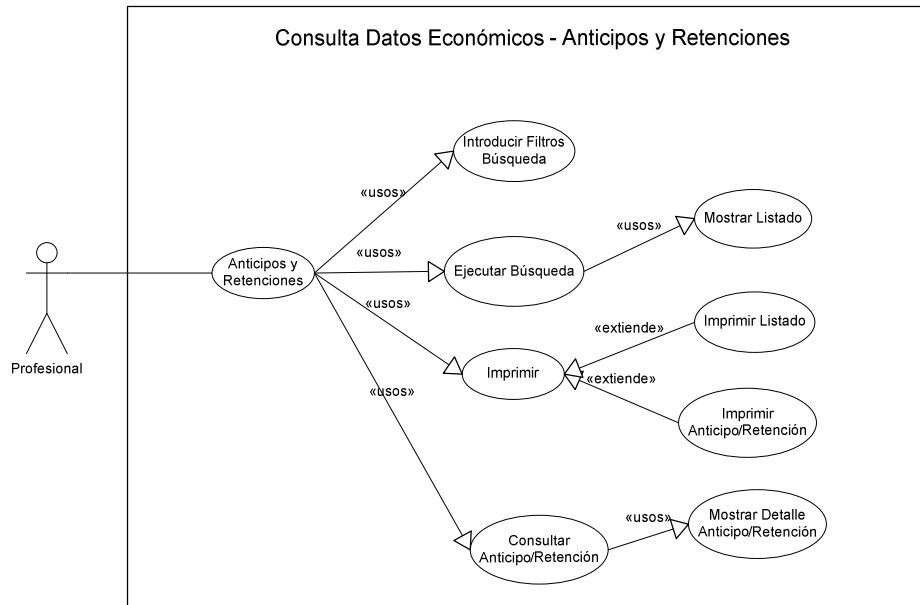 Consulta Datos Económicos - Anticipos y Retenciones
Introducir Filtros
Búsqueda
«usos»
Mostrar Listado
«usos»
«usos»
Anticipos y
Retenciones
Ejecutar Búsqueda
«usos»
Imprimir Listado
«extiende»
Profesional
Imprimir
«extiende»
«usos»
Imprimir
Anticipo/Retención
«usos»
Mostrar Detalle
Anticipo/Retención
Consultar
Anticipo/Retención